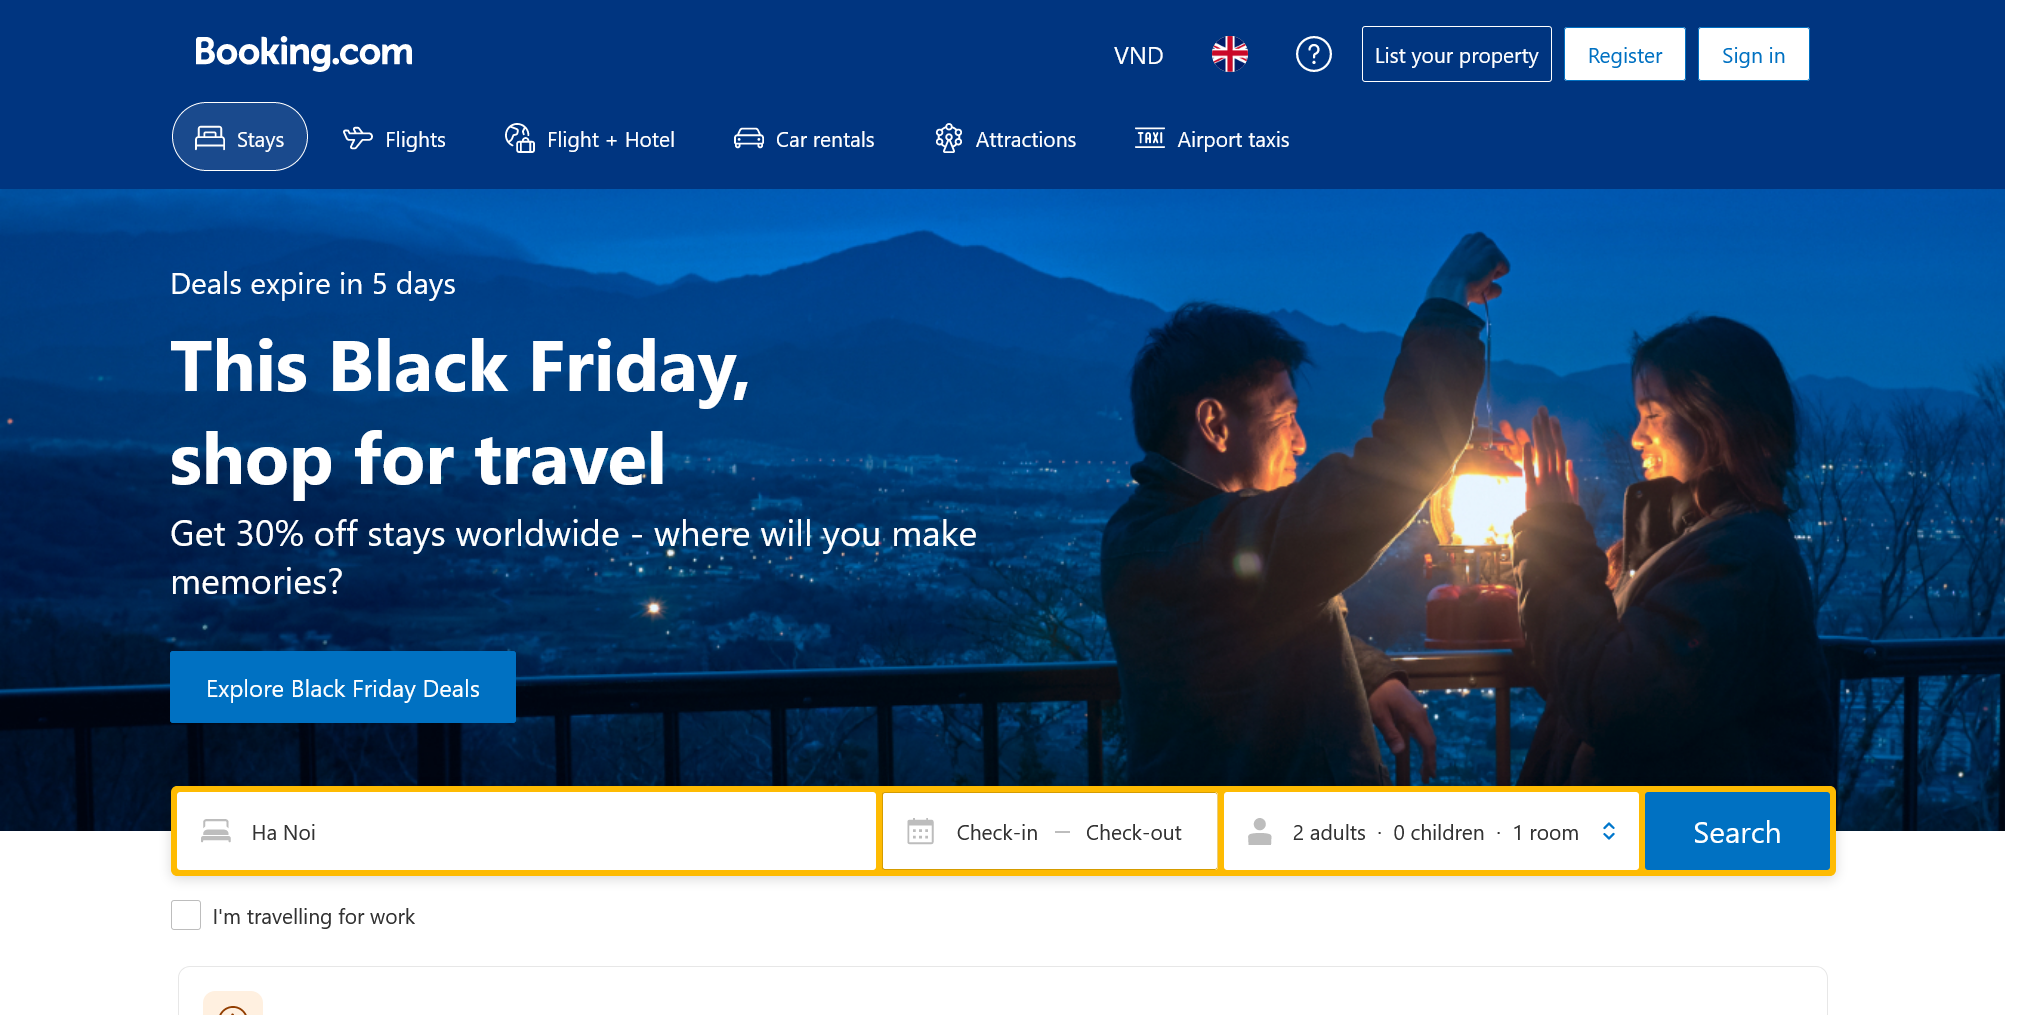 Booking.com
VND
List your property
Register
Sign in
Stays
Flights
Flight + Hotel
Car rentals
Attractions
TAXI
Airport taxis
Deals expire in 5 days
This Black Friday,
shop for travel
Get 30% off stays worldwide - where will you make
memories?
Explore Black Friday Deals
Ha Noi
Check-in — Check-out
2 adults · 0 children · 1 room
Search
I'm travelling for work